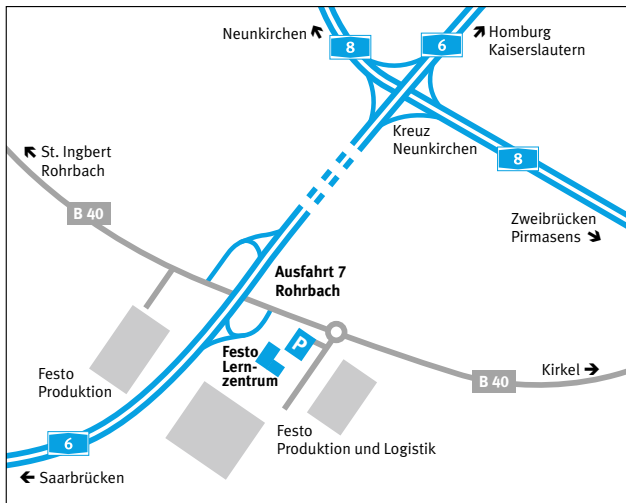 Neunkirchen
8
6
Homburg
Kaiserslautern
St. Ingbert
Rohrbach
Kreuz
Neunkirchen
8
B 40
Zweibrücken
Pirmasens
Ausfahrt 7
Rohrbach
P
Festo
Lern-
zentrum
Festo
Produktion
Kirkel
B 40
Festo
Produktion und Logistik
6
Saarbrücken